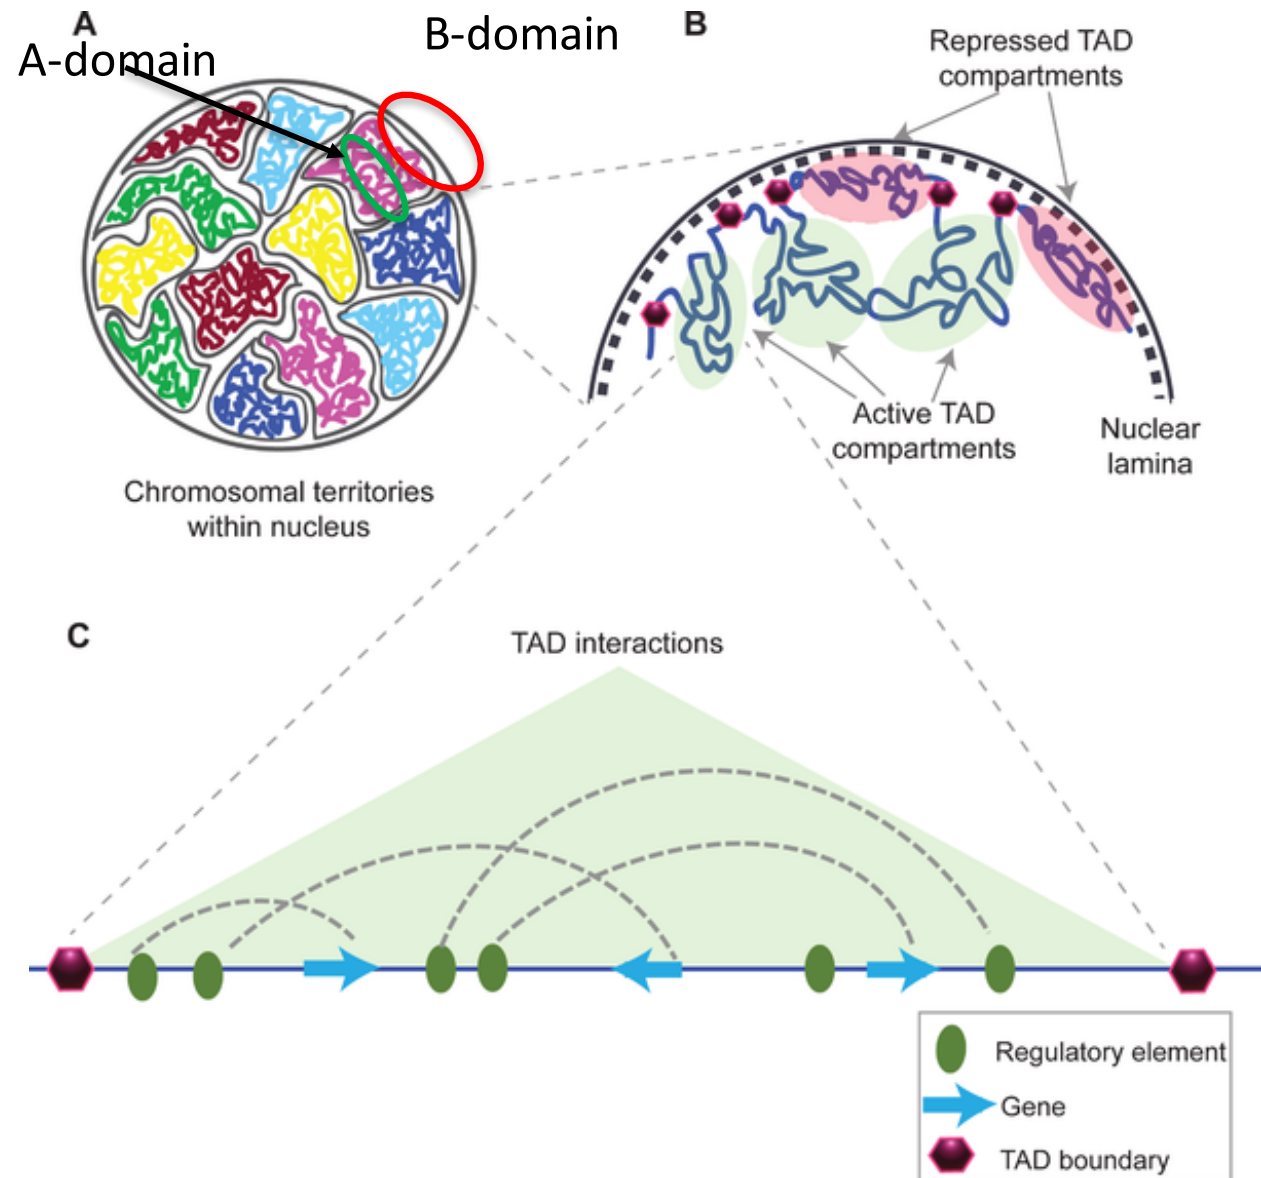 A
A-domain
B-domain
Chromosomal territories
within nucleus
B
Repressed TAD
compartments
Active TAD
compartments
Nuclear
lamina
C
TAD interactions
Regulatory element
Gene
TAD boundary